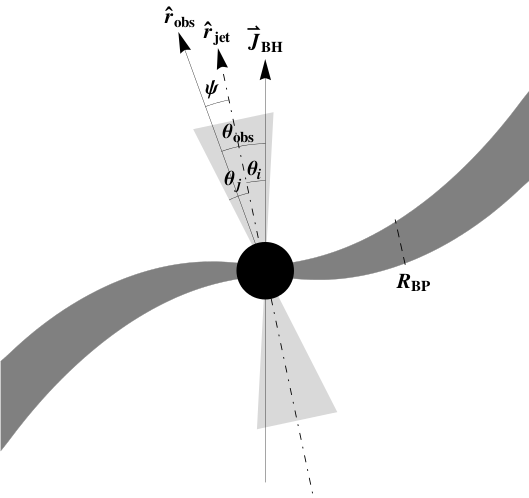 r̂obs
r̂jet
J⃗BH
ψ
θobs
θj
θi
RBP